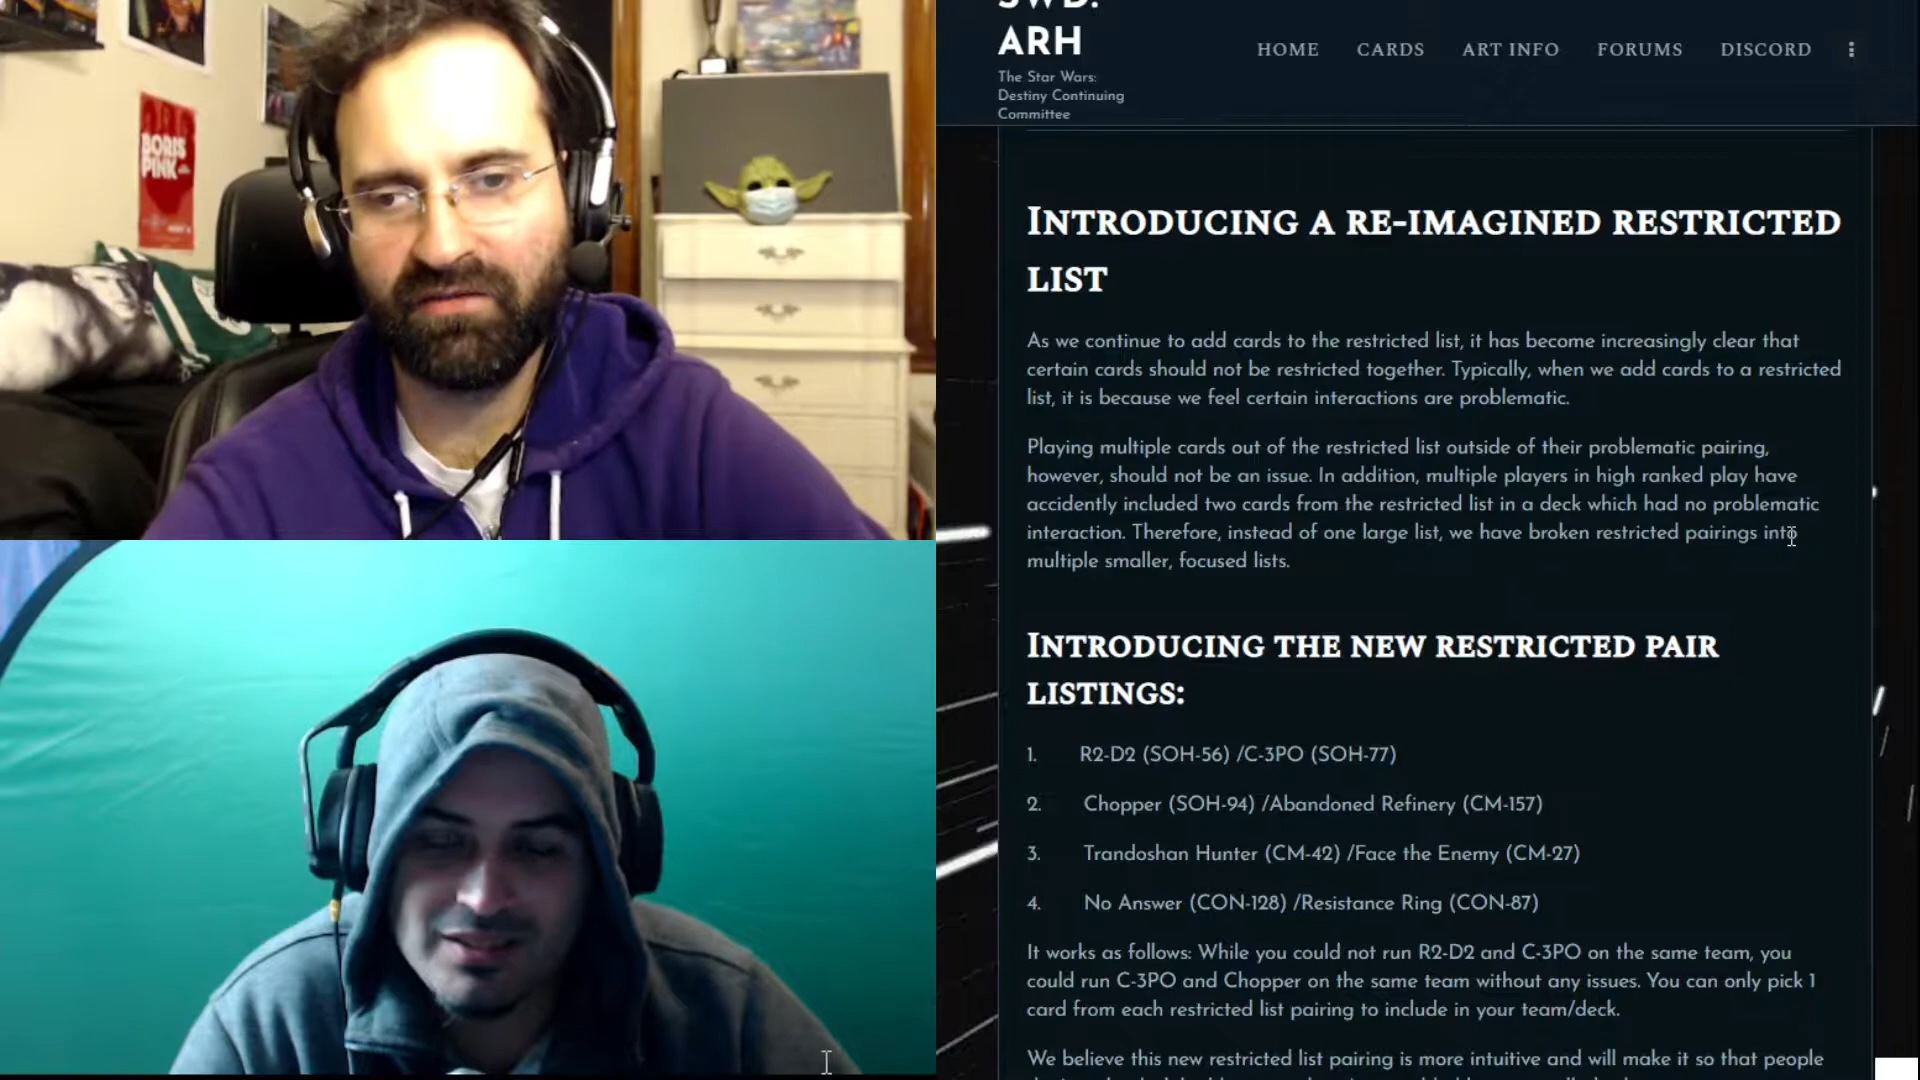 BORIS
PINK
SWD:
ARH
The Star Wars:
Destiny Continuing
Committee
HOME CARDS ART INFO FORUMS DISCORD
INTRODUCING A RE-IMAGINED RESTRICTED
LIST
As we continue to add cards to the restricted list, it has become increasingly clear that
certain cards should not be restricted together. Typically, when we add cards to a restricted
list, it is because we feel certain interactions are problematic.
Playing multiple cards out of the restricted list outside of their problematic pairing,
however, should not be an issue. In addition, multiple players in high ranked play have
accidently included two cards from the restricted list in a deck which had no problematic
interaction. Therefore, instead of one large list, we have broken restricted pairings into
multiple smaller, focused lists.
INTRODUCING THE NEW RESTRICTED PAIR
LISTINGS:
1. R2-D2 (SOH-56) /C-3PO (SOH-77)
2. Chopper (SOH-94) /Abandoned Refinery (CM-157)
3. Trandoshan Hunter (CM-42) /Face the Enemy (CM-27)
4. No Answer (CON-128) /Resistance Ring (CON-87)
It works as follows: While you could not run R2-D2 and C-3PO on the same team, you
could run C-3PO and Chopper on the same team without any issues. You can only pick 1
card from each restricted list pairing to include in your team/deck.
We believe this new restricted list pairing is more intuitive and will make it so that people